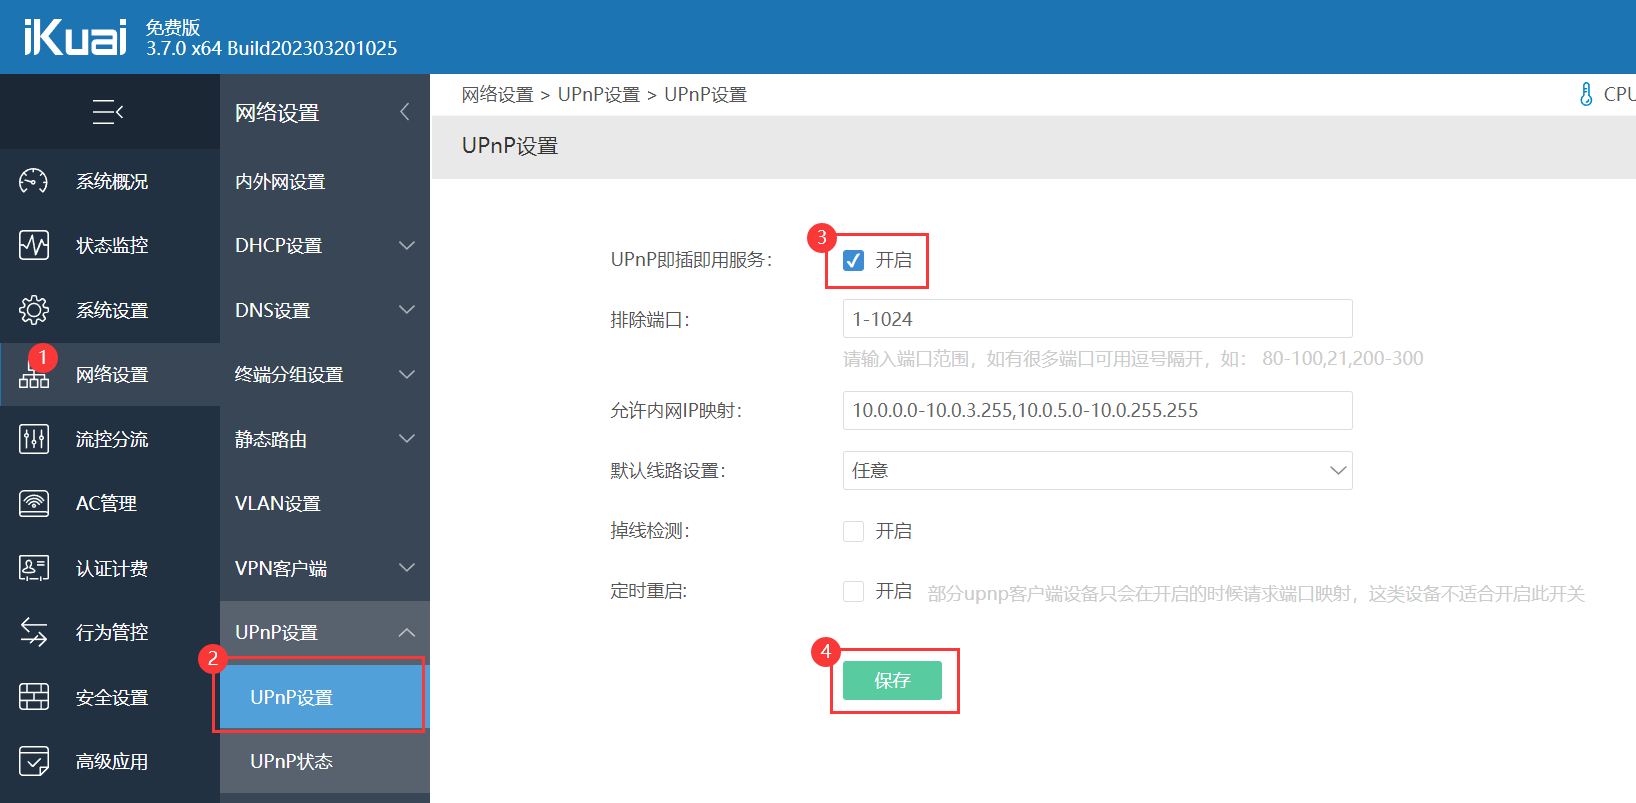 iKuai
免费版
3.7.0 x64 Build202303201025
系统概况
状态监控
系统设置
1
网络设置
流控分流
AC管理
认证计费
行为管控
安全设置
高级应用
网络设置
内外网设置
DHCP设置
DNS设置
终端分组设置
静态路由
VLAN设置
VPN客户端
UPnP设置
2
UPnP设置
UPnP状态
网络设置 > UPnP设置 > UPnP设置
CPU
UPnP设置
3
UPnP即插即用服务： 开启
排除端口： 1-1024
请输入端口范围，如有很多端口可用逗号隔开，如： 80-100,21,200-300
允许内网IP映射： 10.0.0.0-10.0.3.255,10.0.5.0-10.0.255.255
默认线路设置： 任意
掉线检测： 开启
定时重启： 开启 部分upnp客户端设备只会在开启的时候请求端口映射，这类设备不适合开启此开关
4
保存